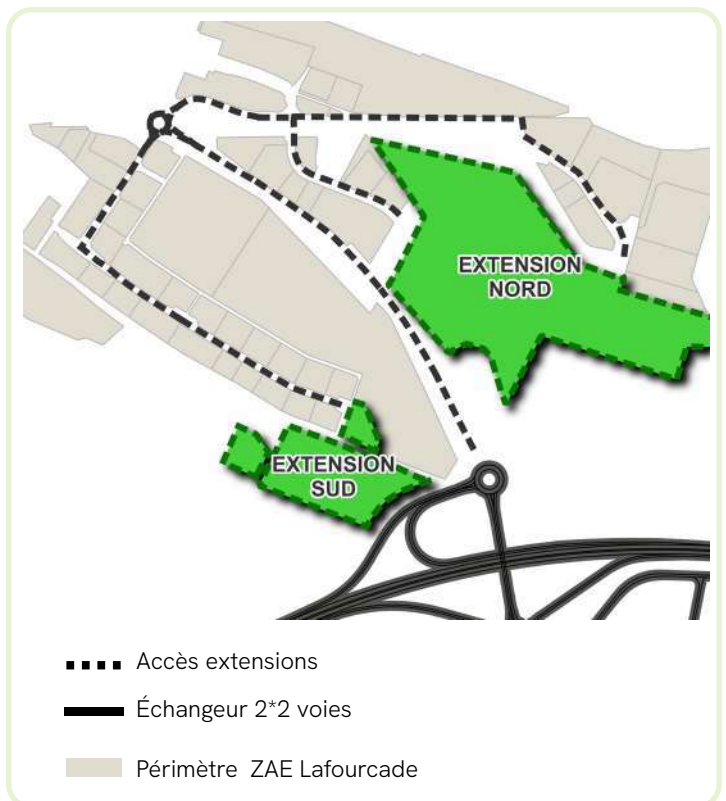 EXTENSION
NORD
EXTENSION
SUD
Accès extensions
Échangeur 2*2 voies
Périmètre ZAE Lafourcade